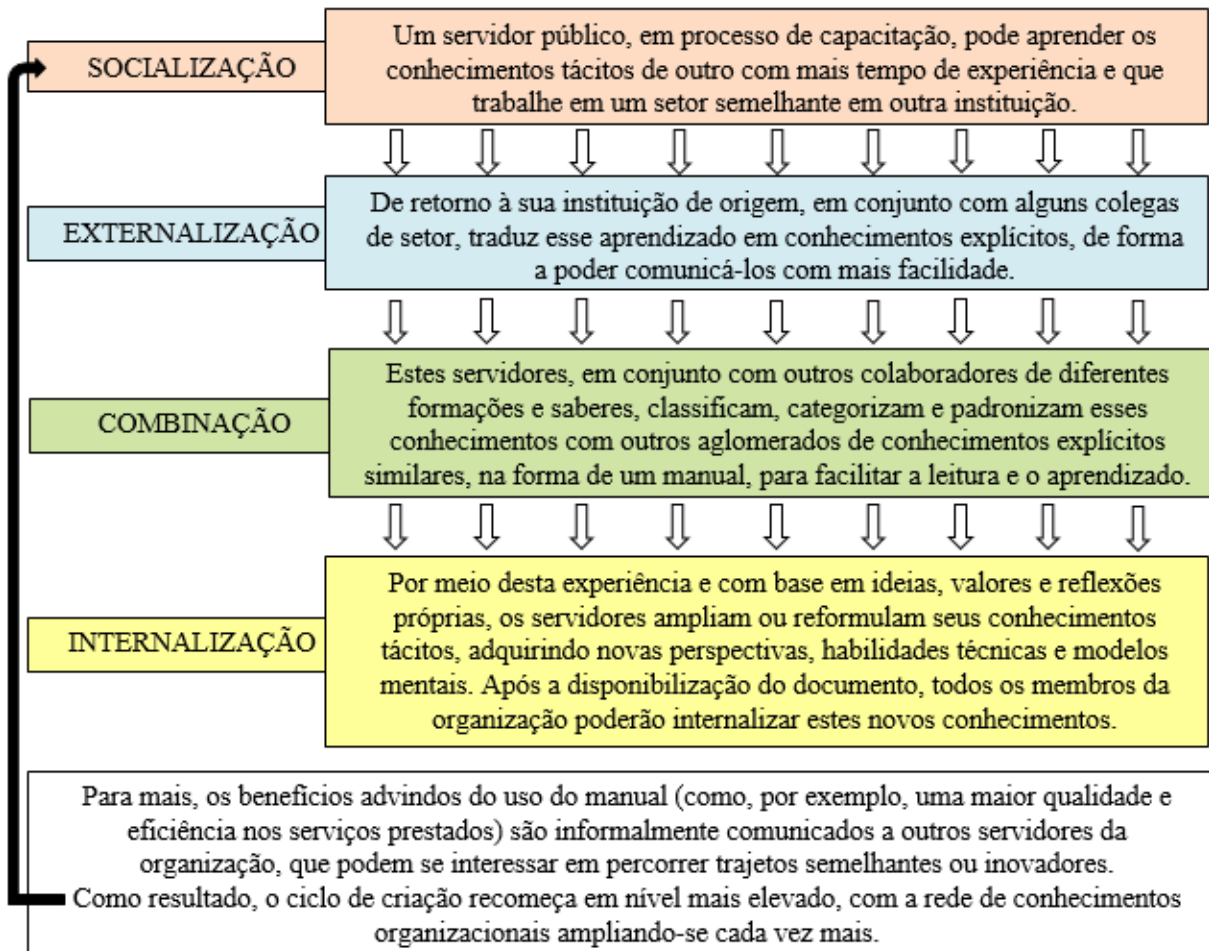 SOCIALIZAÇÃO
Um servidor público, em processo de capacitação, pode aprender os
conhecimentos tácitos de outro com mais tempo de experiência e que
trabalhe em um setor semelhante em outra instituição.
EXTERNALIZAÇÃO
De retorno à sua instituição de origem, em conjunto com alguns colegas
de setor, traduz esse aprendizado em conhecimentos explícitos, de forma
a poder comunicá-los com mais facilidade.
COMBINAÇÃO
Estes servidores, em conjunto com outros colaboradores de diferentes
formações e saberes, classificam, categorizam e padronizam esses
conhecimentos com outros aglomerados de conhecimentos explícitos
similares, na forma de um manual, para facilitar a leitura e o aprendizado.
INTERNALIZAÇÃO
Por meio desta experiência e com base em ideias, valores e reflexões
próprias, os servidores ampliam ou reformulam seus conhecimentos
tácitos, adquirindo novas perspectivas, habilidades técnicas e modelos
mentais. Após a disponibilização do documento, todos os membros da
organização poderão internalizar estes novos conhecimentos.
Para mais, os benefícios advindos do uso do manual (como, por exemplo, uma maior qualidade e
eficiência nos serviços prestados) são informalmente comunicados a outros servidores da
organização, que podem se interessar em percorrer trajetos semelhantes ou inovadores.
Como resultado, o ciclo de criação recomeça em nível mais elevado, com a rede de conhecimentos
organizacionais ampliando-se cada vez mais.